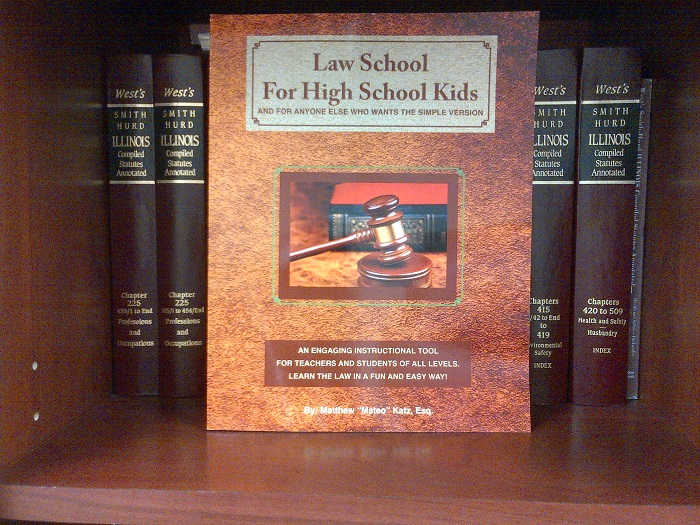 Law School
For High School Kids
AND FOR ANYONE ELSE WHO WANTS THE SIMPLE VERSION
AN ENGAGING INSTRUCTIONAL TOOL
FOR TEACHERS AND STUDENTS OF ALL LEVELS.
LEARN THE LAW IN A FUN AND EASY WAY!
By: Matthew "Mateo" Katz, Esq.
West's
SMITH
HURD
ILLINOIS
Compiled
Statutes
Annotated
Chapter
225
to End
Professions
and
Occupations
West's
SMITH
HURD
ILLINOIS
Compiled
Statutes
Annotated
Chapter
225
Professions
and
Occupations
West's
HURD
ILLINOIS
Compiled
Statutes
Annotated
Chapters
415
to End
to
419
Safety
INDEX
West's
SMITH
HURD
ILLINOIS
Compiled
Statutes
Annotated
Chapters
420 to 509
Health and Safety
Husbandry
INDEX